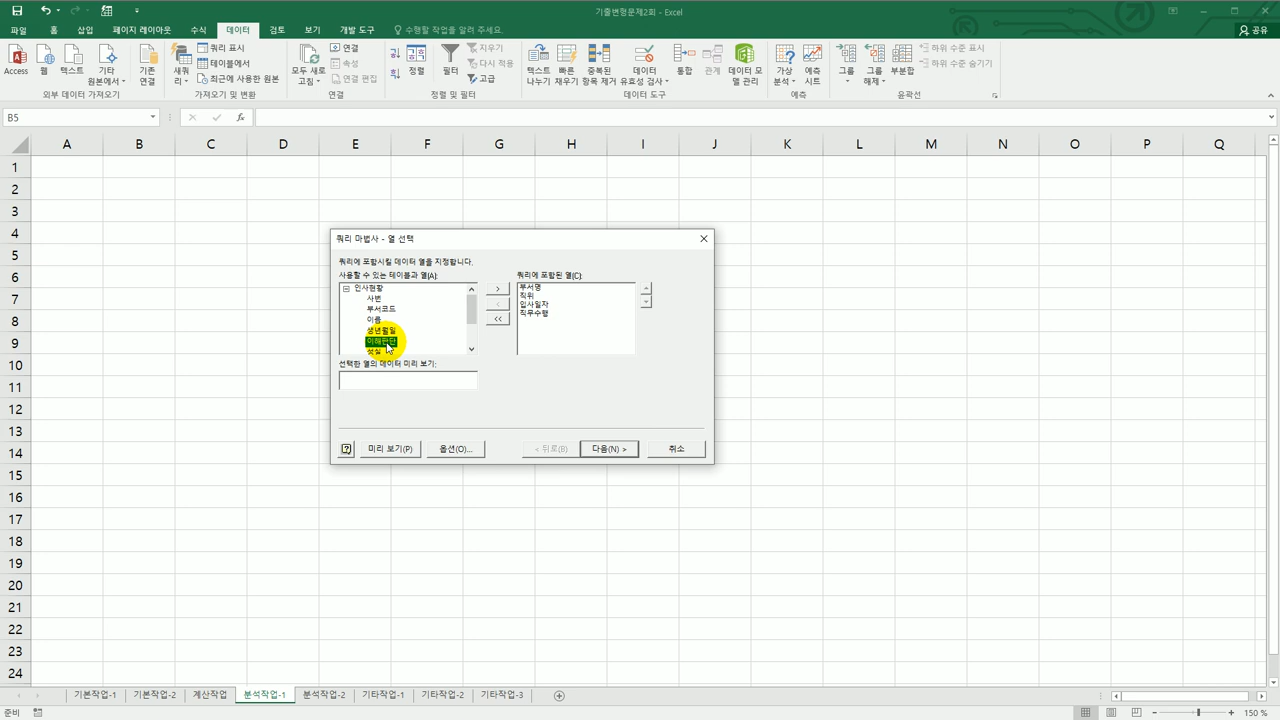 기출변형문제2회 - Excel
파일 홈 삽입 페이지 레이아웃 수식 데이터 검토 보기 개발 도구 수행할 작업을 알려 주세요. 공유
Access 웹 텍스트 기타 원본에서 기존 연결 새 쿼리 쿼리 표시 테이블에서 최근에 사용한 원본 모두 새로 고침 연결 속성 연결 편집 정렬 필터 지우기 다시 적용 고급 텍스트 나누기 빠른 채우기 중복된 항목 제거 데이터 유효성 검사 통합 관계 데이터 모델 관리 가상 분석 예측 시트 그룹 그룹 해제 부분합 하위 수준 표시 하위 수준 숨기기
외부 데이터 가져오기 가져오기 및 변환 연결 정렬 및 필터 데이터 도구 예측 윤곽선
B5 fx
A B C D E F G H I J K L M N O P Q
1
2
3
4
5
6
7
8
9
10
11
12
13
14
15
16
17
18
19
20
21
22
23
24
쿼리 마법사 - 열 선택
쿼리에 포함시킬 데이터 열을 지정합니다.
사용할 수 있는 테이블과 열(A): 쿼리에 포함된 열(C):
인사현황
사번
부서코드
이름
생년월일
이해판단
성실
부서명
직위
입사일자
직무수행
> < <<
선택한 열의 데이터 미리 보기:
미리 보기(P) 옵션(O)... < 뒤로(B) 다음(N) > 취소
기본작업-1 기본작업-2 계산작업 분석작업-1 분석작업-2 기타작업-1 기타작업-2 기타작업-3
준비 150 %